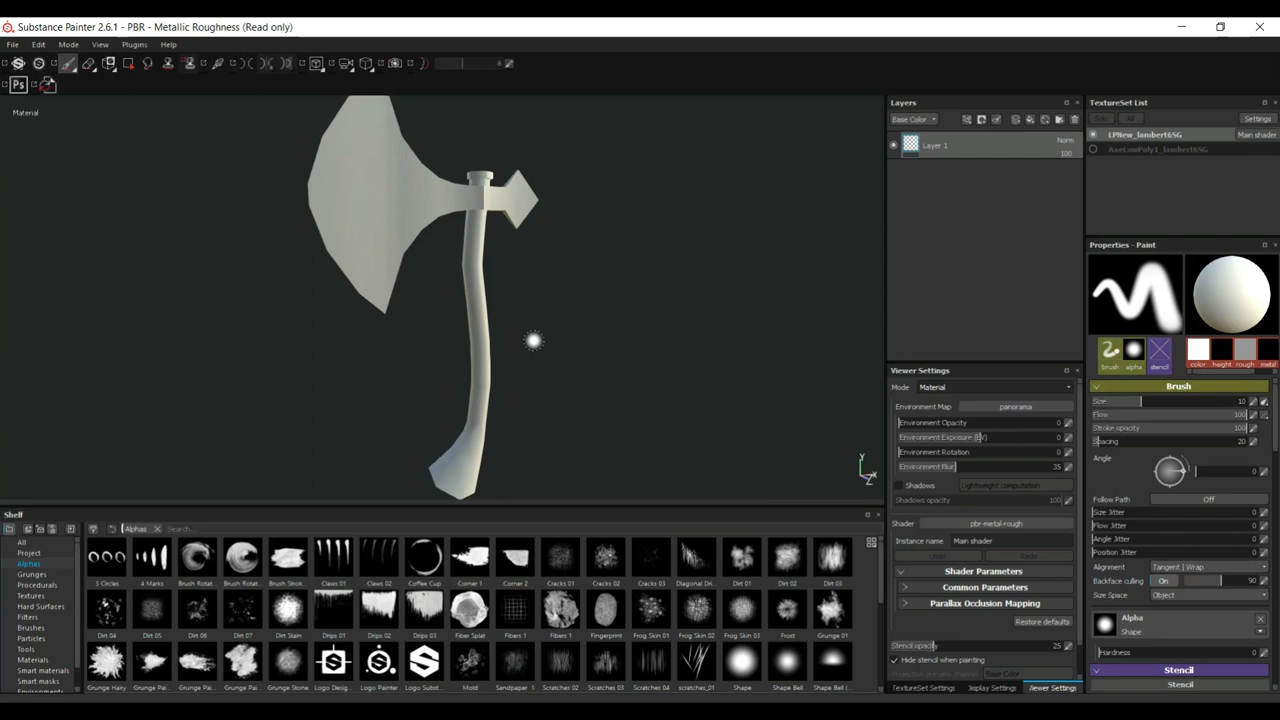 Substance Painter 2.6.1 - PBR - Metallic Roughness (Read only)
File Edit Mode View Plugins Help
8
Ps
Material
Layers
Base Color
Layer 1
Norm
100
TextureSet List
Solo All Settings
LPNew_lambert6SG Main shader
AxeLowPoly1_lambert6SG
Properties - Paint
brush alpha stencil color height rough metal
Brush
Size 10
Flow 100
Stroke opacity 100
Spacing 20
Angle
0
Follow Path Off
Size Jitter 0
Flow Jitter 0
Angle Jitter 0
Position Jitter 0
Alignment Tangent | Wrap
Backface culling On 90
Size Space Object
Alpha
Shape
Hardness 0
Stencil
Stencil
Viewer Settings
Mode Material
Environment Map panorama
Environment Opacity 0
Environment Exposure (EV) 0
Environment Rotation 0
Environment Blur 35
Shadows Lightweight computation
Shadows opacity 100
Shader pbr-metal-rough
Instance name Main shader
Undo Redo
Shader Parameters
Common Parameters
Parallax Occlusion Mapping
Restore defaults
Stencil opacity 25
Hide stencil when painting
Base Color
TextureSet Settings Display Settings Viewer Settings
Y
X
Z
Shelf
Alphas Search...
All
Project
Alphas
Grunges
Procedurals
Textures
Hard Surfaces
Filters
Brushes
Particles
Tools
Materials
Smart materials
Smart masks
3 Circles 4 Marks Brush Rotat... Brush Rotat... Brush Strok... Claws 01 Claws 02 Coffee Cup Corner 1 Corner 2 Cracks 01 Cracks 02 Cracks 03 Diagonal Dri... Dirt 01 Dirt 02 Dirt 03
Dirt 04 Dirt 05 Dirt 06 Dirt 07 Dirt Stain Drips 01 Drips 02 Drips 03 Fiber Splat Fibers 1 Fibers 1 Fingerprint Frog Skin 01 Frog Skin 02 Frog Skin 03 Frost Grunge 01
Grunge Hairy Grunge Pai... Grunge Pai... Grunge Pai... Grunge Stone Logo Desig... Logo Painter Logo Subst... Mold Sandpaper_1 Scratches 02 Scratches 03 Scratches 04 scratches_01 Shape Shape Bell Shape Bell (...